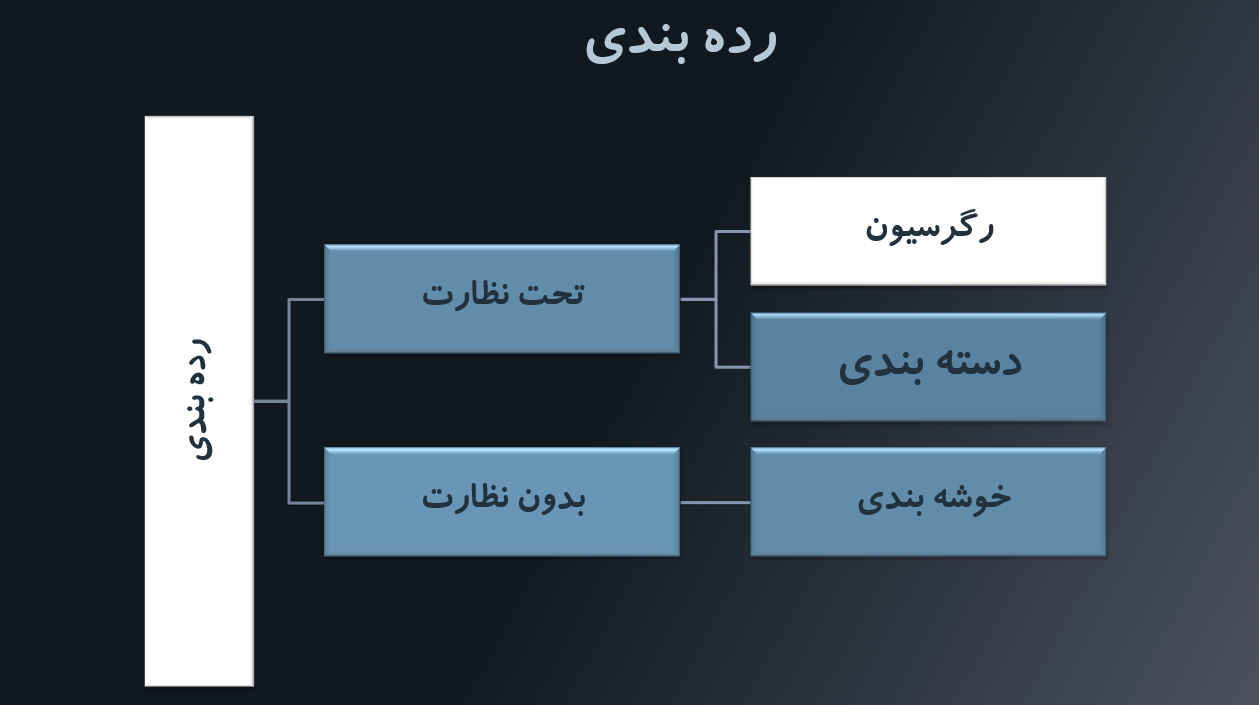 رده بندی
رده بندی
تحت نظارت
رگرسیون
دسته بندی
بدون نظارت
خوشه بندی